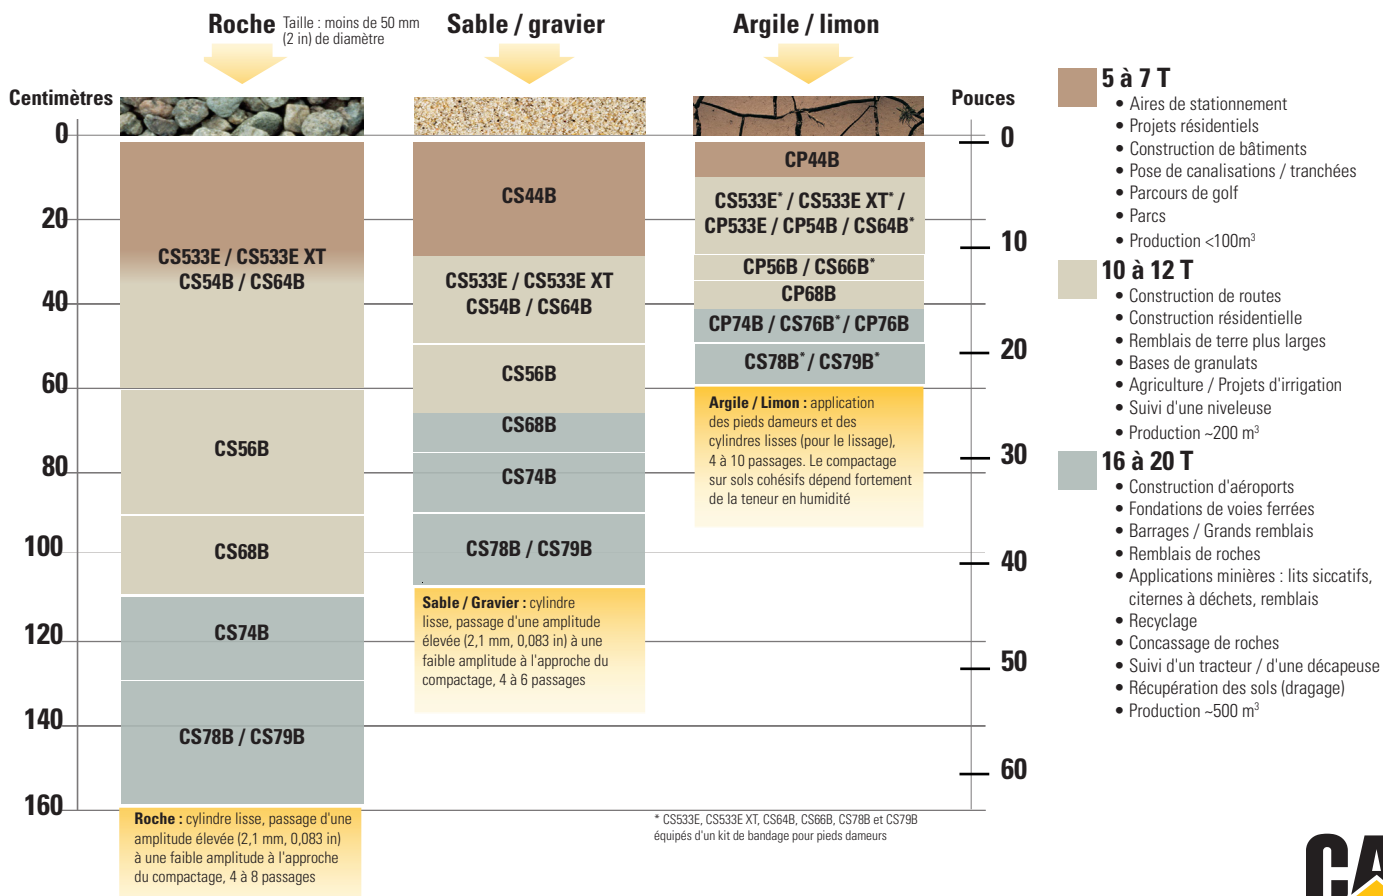 Roche
Taille : moins de 50 mm
(2 in) de diamètre
Sable / gravier
Argile / limon
Centimètres
0
20
40
60
80
100
120
140
160
CS533E / CS533E XT
CS54B / CS64B
CS56B
CS68B
CS74B
CS78B / CS79B
Roche : cylindre lisse, passage d'une
amplitude élevée (2,1 mm, 0,083 in)
à une faible amplitude à l'approche
du compactage, 4 à 8 passages
CS44B
CS533E / CS533E XT
CS54B / CS64B
CS56B
CS68B
CS74B
CS78B / CS79B
Sable / Gravier : cylindre
lisse, passage d'une amplitude
élevée (2,1 mm, 0,083 in) à une
faible amplitude à l'approche du
compactage, 4 à 6 passages
CP44B
CS533E* / CS533E XT* /
CP533E / CP54B / CS64B*
CP56B / CS66B*
CP68B
CP74B / CS76B* / CP76B
CS78B* / CS79B*
Argile / Limon : application
des pieds dameurs et des
cylindres lisses (pour le lissage),
4 à 10 passages. Le compactage
sur sols cohésifs dépend fortement
de la teneur en humidité
* CS533E, CS533E XT, CS64B, CS66B, CS78B et CS79B
équipés d'un kit de bandage pour pieds dameurs
Pouces
0
10
20
30
40
50
60
5 à 7 T
• Aires de stationnement
• Projets résidentiels
• Construction de bâtiments
• Pose de canalisations / tranchées
• Parcours de golf
• Parcs
• Production <100m³
10 à 12 T
• Construction de routes
• Construction résidentielle
• Remblais de terre plus larges
• Bases de granulats
• Agriculture / Projets d'irrigation
• Suivi d'une niveleuse
• Production ~200 m³
16 à 20 T
• Construction d'aéroports
• Fondations de voies ferrées
• Barrages / Grands remblais
• Remblais de roches
• Applications minières : lits siccatifs,
citernes à déchets, remblais
• Recyclage
• Concassage de roches
• Suivi d'un tracteur / d'une décapeuse
• Récupération des sols (dragage)
• Production ~500 m³
CA